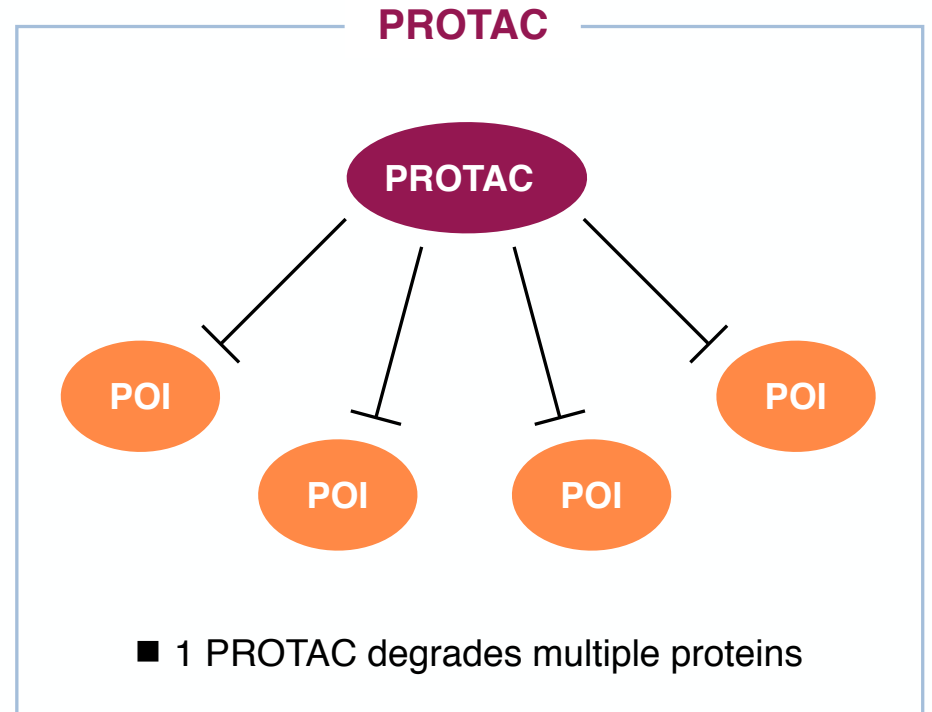 PROTAC
PROTAC
POI
POI
POI
POI
■ 1 PROTAC degrades multiple proteins